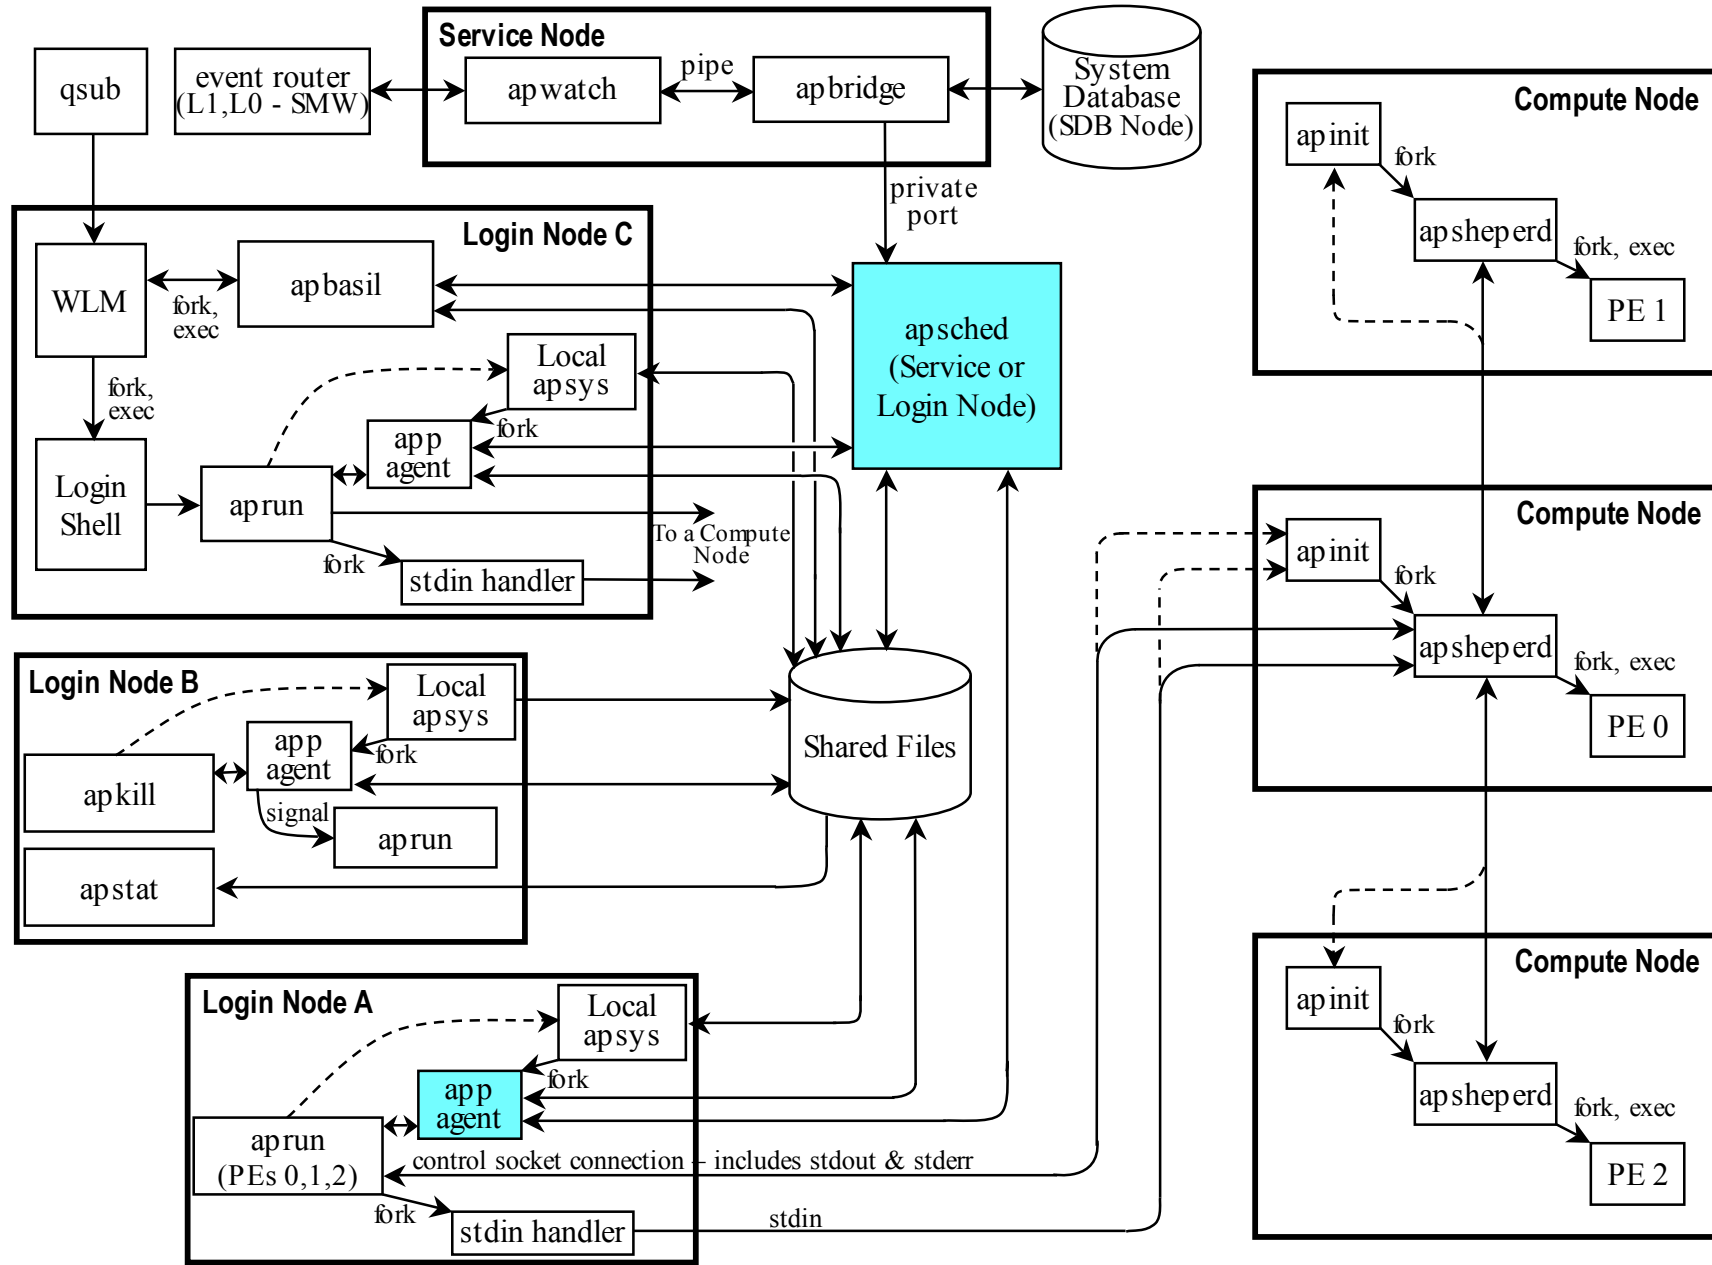 Service Node
qsub
event router
(L1,L0 - SMW)
apwatch
pipe
apbridge
System
Database
(SDB Node)
private
port
Login Node C
WLM
fork,
exec
apbasil
fork,
exec
Login
Shell
Local
apsys
fork
app
agent
aprun
fork
stdin handler
To a Compute
Node
apsched
(Service or
Login Node)
Login Node B
Local
apsys
app
agent
fork
apkill
signal
aprun
apstat
Shared Files
Login Node A
Local
apsys
fork
app
agent
aprun
(PEs 0,1,2)
control socket connection – includes stdout & stderr
fork
stdin handler
stdin
Compute Node
apinit
fork
apsheperd
fork, exec
PE 1
Compute Node
apinit
fork
apsheperd
fork, exec
PE 0
Compute Node
apinit
fork
apsheperd
fork, exec
PE 2